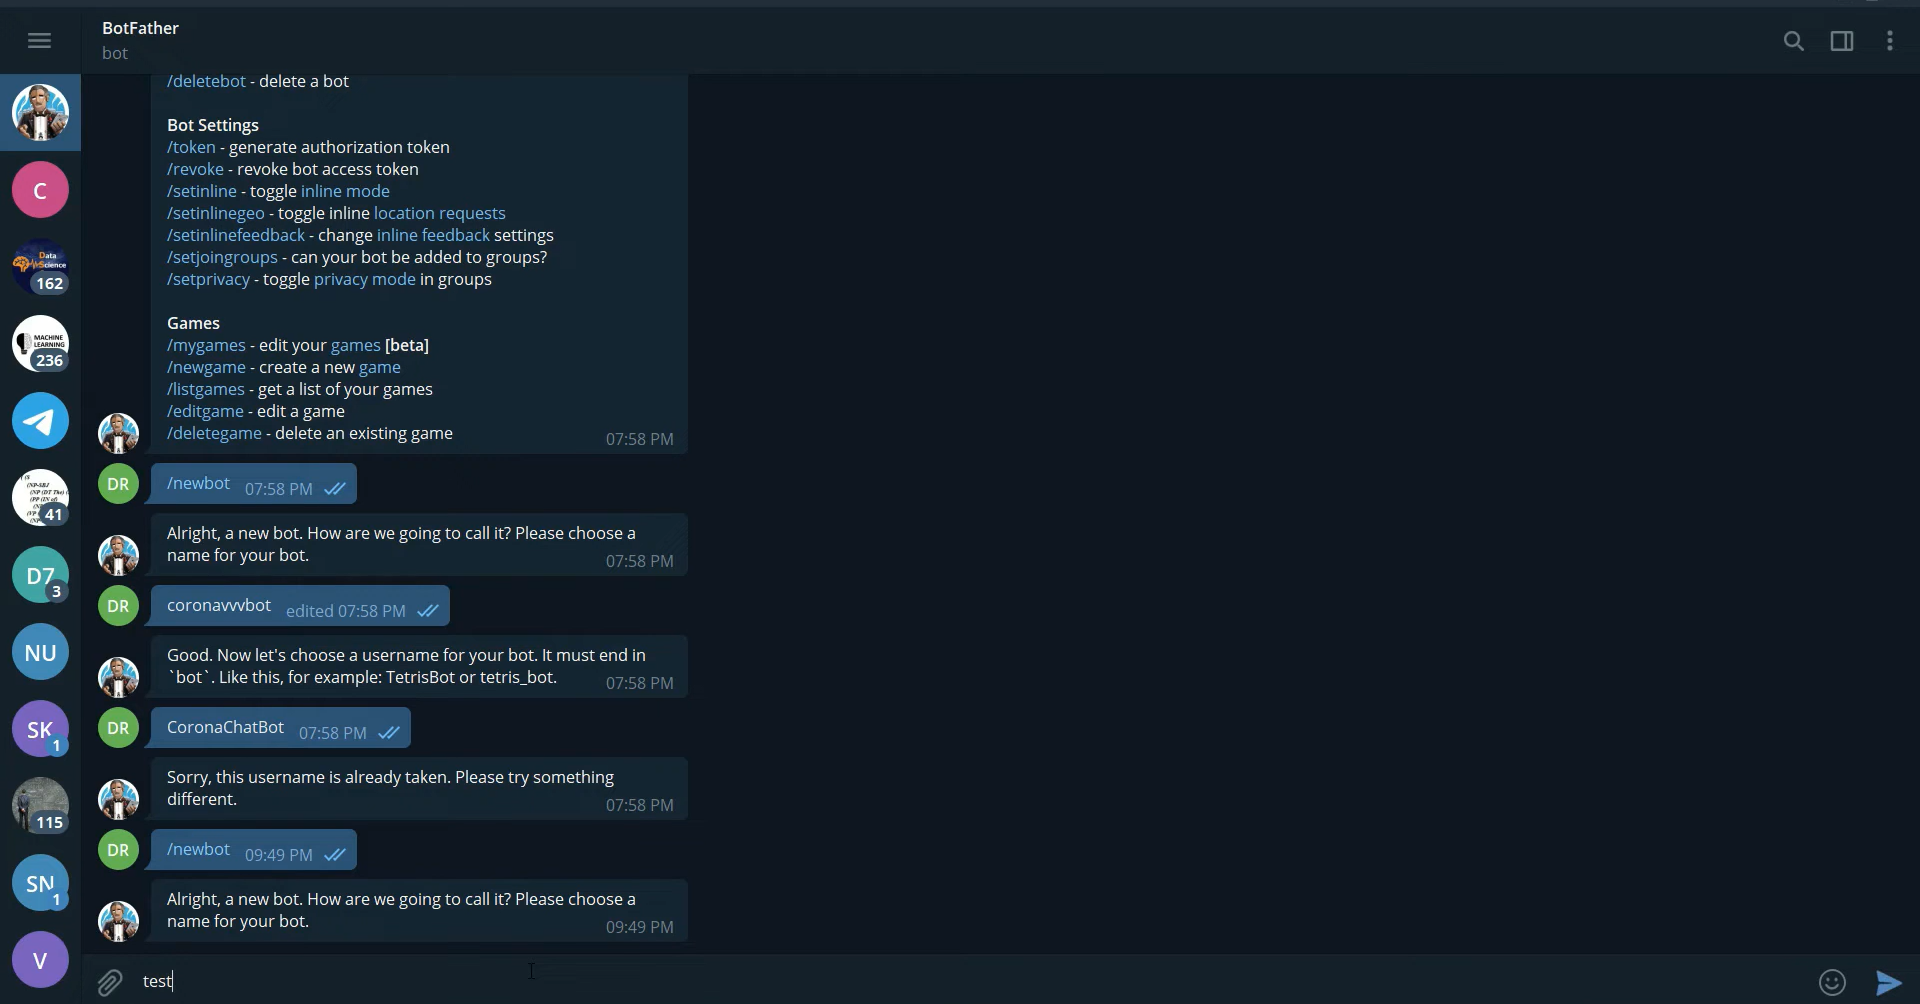 BotFather
bot
/deletebot - delete a bot
Bot Settings
/token - generate authorization token
/revoke - revoke bot access token
/setinline - toggle inline mode
/setinlinegeo - toggle inline location requests
/setinlinefeedback - change inline feedback settings
/setjoingroups - can your bot be added to groups?
/setprivacy - toggle privacy mode in groups
Games
/mygames - edit your games [beta]
/newgame - create a new game
/listgames - get a list of your games
/editgame - edit a game
/deletegame - delete an existing game
07:58 PM
DR
/newbot 07:58 PM
Alright, a new bot. How are we going to call it? Please choose a
name for your bot. 07:58 PM
DR
coronavvvbot edited 07:58 PM
Good. Now let's choose a username for your bot. It must end in
`bot`. Like this, for example: TetrisBot or tetris_bot. 07:58 PM
DR
CoronaChatBot 07:58 PM
Sorry, this username is already taken. Please try something
different. 07:58 PM
DR
/newbot 09:49 PM
Alright, a new bot. How are we going to call it? Please choose a
name for your bot. 09:49 PM
test
C
Data
Science
162
MACHINE
LEARNING
236
41
D7
3
NU
SK
1
115
SN
1
V